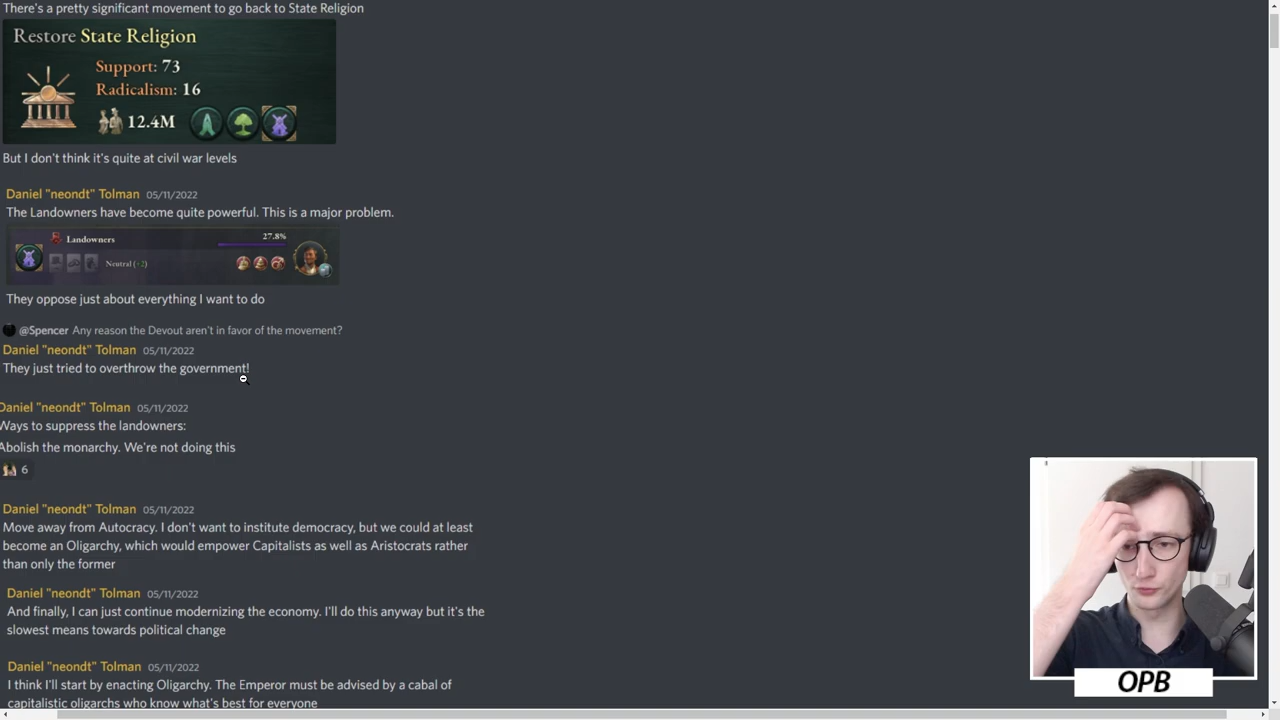 There's a pretty significant movement to go back to State Religion
Restore State Religion
Support: 73
Radicalism: 16
12.4M
But I don't think it's quite at civil war levels
Daniel "neondt" Tolman 05/11/2022
The Landowners have become quite powerful. This is a major problem.
Landowners
27.8%
Neutral (+2)
They oppose just about everything I want to do
@Spencer Any reason the Devout aren't in favor of the movement?
Daniel "neondt" Tolman 05/11/2022
They just tried to overthrow the government!
Daniel "neondt" Tolman 05/11/2022
Ways to suppress the landowners:
Abolish the monarchy. We're not doing this
6
Daniel "neondt" Tolman 05/11/2022
Move away from Autocracy. I don't want to institute democracy, but we could at least
become an Oligarchy, which would empower Capitalists as well as Aristocrats rather
than only the former
Daniel "neondt" Tolman 05/11/2022
And finally, I can just continue modernizing the economy. I'll do this anyway but it's the
slowest means towards political change
Daniel "neondt" Tolman 05/11/2022
I think I'll start by enacting Oligarchy. The Emperor must be advised by a cabal of
capitalistic oligarchs who know what's best for everyone
OPB